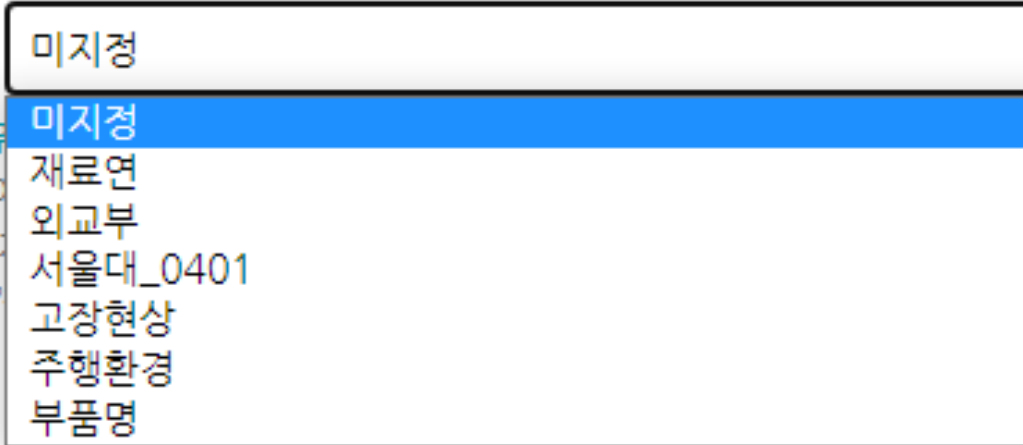 미지정
미지정
재료연
외교부
서울대_0401
고장현상
주행환경
부품명